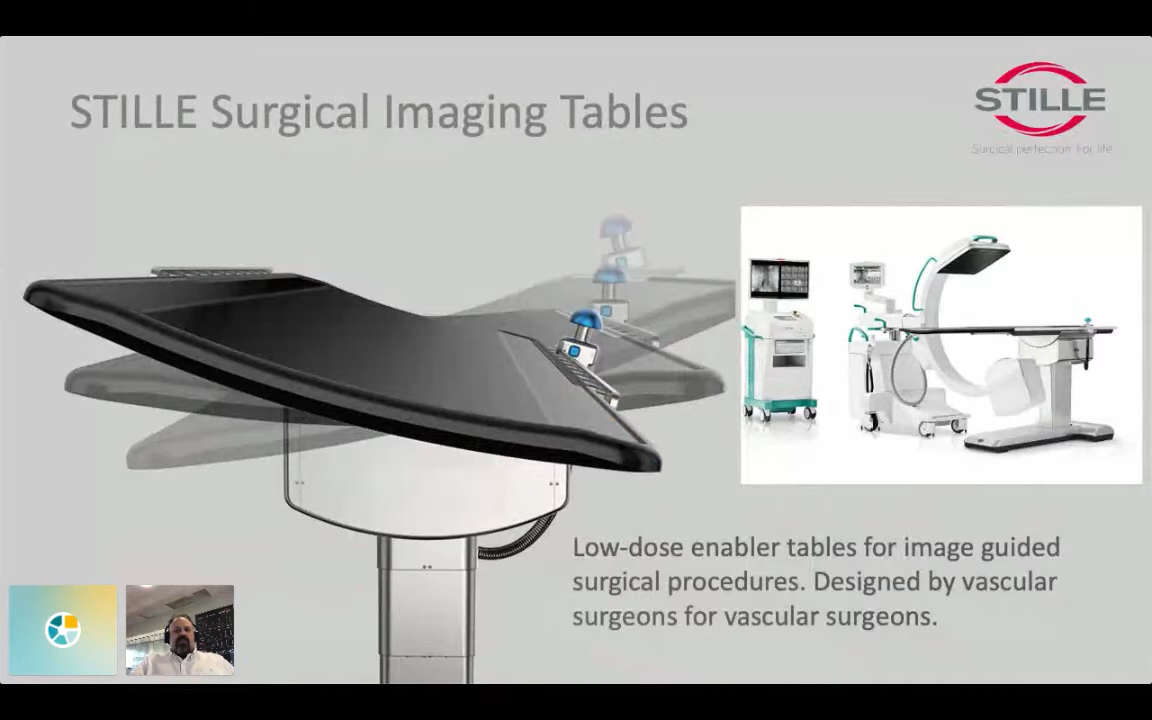 STILLE Surgical Imaging Tables
STILLE
Surgical perfection. For life
Low-dose enabler tables for image guided
surgical procedures. Designed by vascular
surgeons for vascular surgeons.